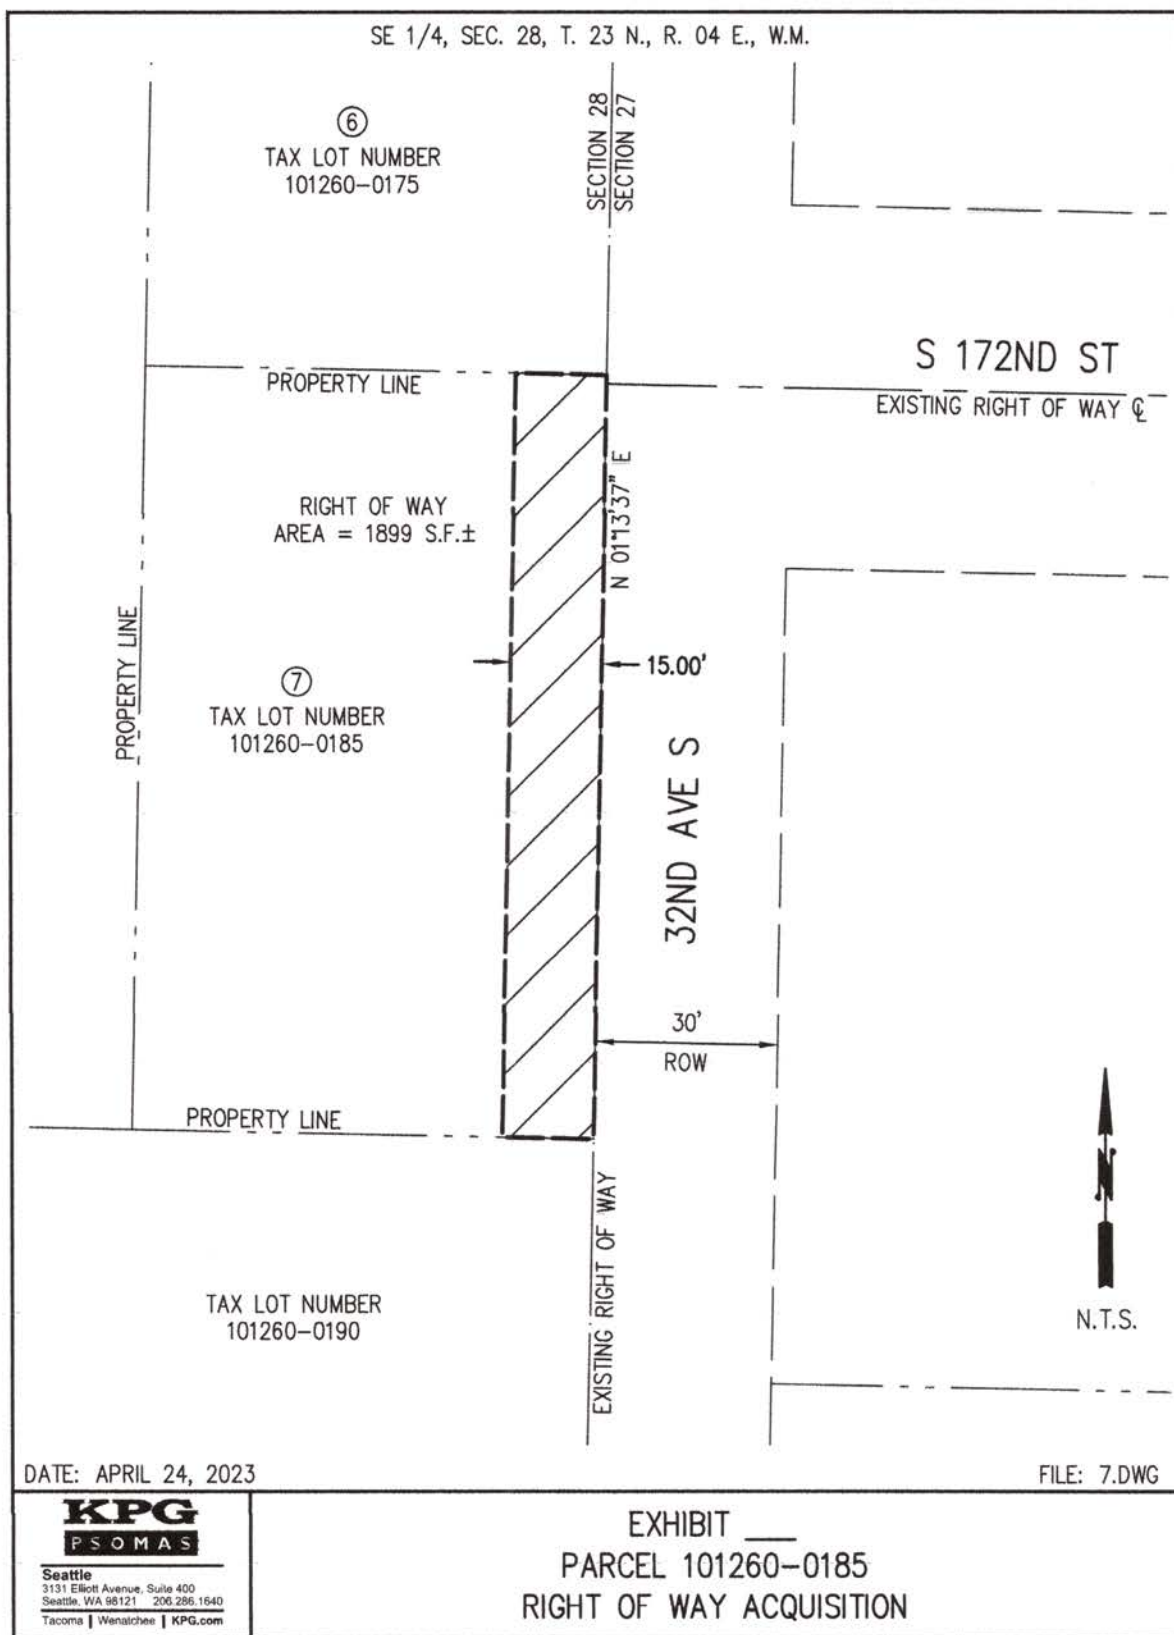 SE 1/4, SEC. 28, T. 23 N., R. 04 E., W.M.
6
TAX LOT NUMBER
101260-0175
SECTION 28
SECTION 27
S 172ND ST
EXISTING RIGHT OF WAY ℄
PROPERTY LINE
RIGHT OF WAY
AREA = 1899 S.F.±
N 01°13'37" E
PROPERTY LINE
15.00'
7
TAX LOT NUMBER
101260-0185
32ND AVE S
30'
ROW
PROPERTY LINE
EXISTING RIGHT OF WAY
N
N.T.S.
TAX LOT NUMBER
101260-0190
DATE: APRIL 24, 2023
FILE: 7.DWG
KPG
PSOMAS
Seattle
3131 Elliott Avenue, Suite 400
Seattle, WA 98121 206.286.1640
Tacoma | Wenatchee | KPG.com
EXHIBIT ___
PARCEL 101260-0185
RIGHT OF WAY ACQUISITION